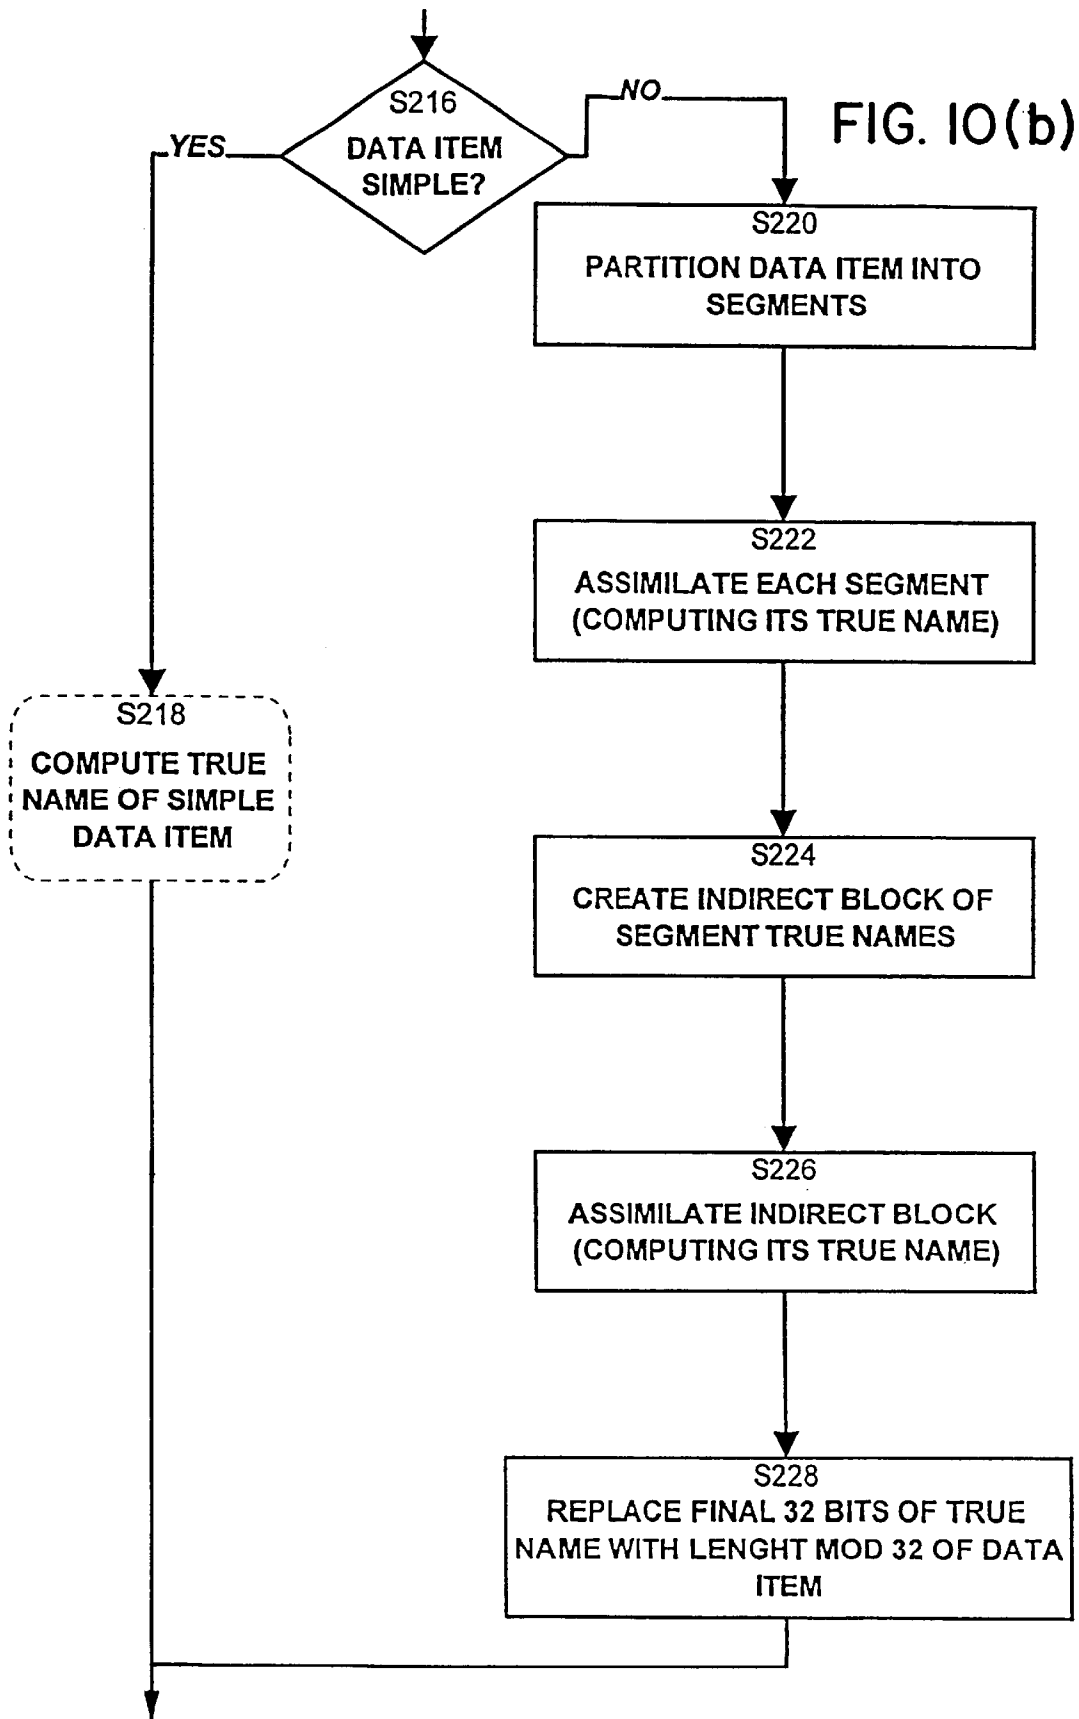 FIG. 10(b)
S216
DATA ITEM
SIMPLE?
YES
NO
S220
PARTITION DATA ITEM INTO
SEGMENTS
S222
ASSIMILATE EACH SEGMENT
(COMPUTING ITS TRUE NAME)
S218
COMPUTE TRUE
NAME OF SIMPLE
DATA ITEM
S224
CREATE INDIRECT BLOCK OF
SEGMENT TRUE NAMES
S226
ASSIMILATE INDIRECT BLOCK
(COMPUTING ITS TRUE NAME)
S228
REPLACE FINAL 32 BITS OF TRUE
NAME WITH LENGHT MOD 32 OF DATA
ITEM